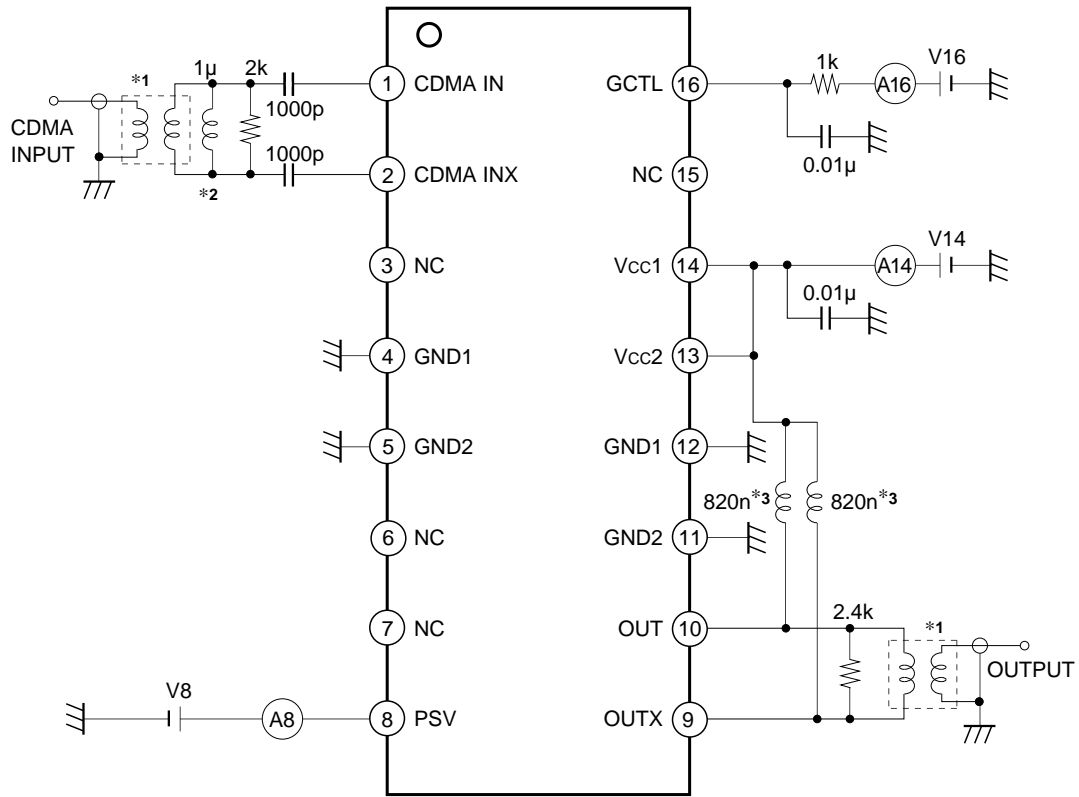 *1
1μ
2k
1000p
1000p
*2
CDMA
INPUT
1
CDMA IN
2
CDMA INX
3
NC
4
GND1
5
GND2
6
NC
7
NC
V8
A8
8
PSV
GCTL
16
1k
A16
V16
0.01μ
NC
15
VCC1
14
A14
V14
0.01μ
VCC2
13
GND1
12
820n*3
820n*3
GND2
11
OUT
10
2.4k
*1
OUTPUT
OUTX
9